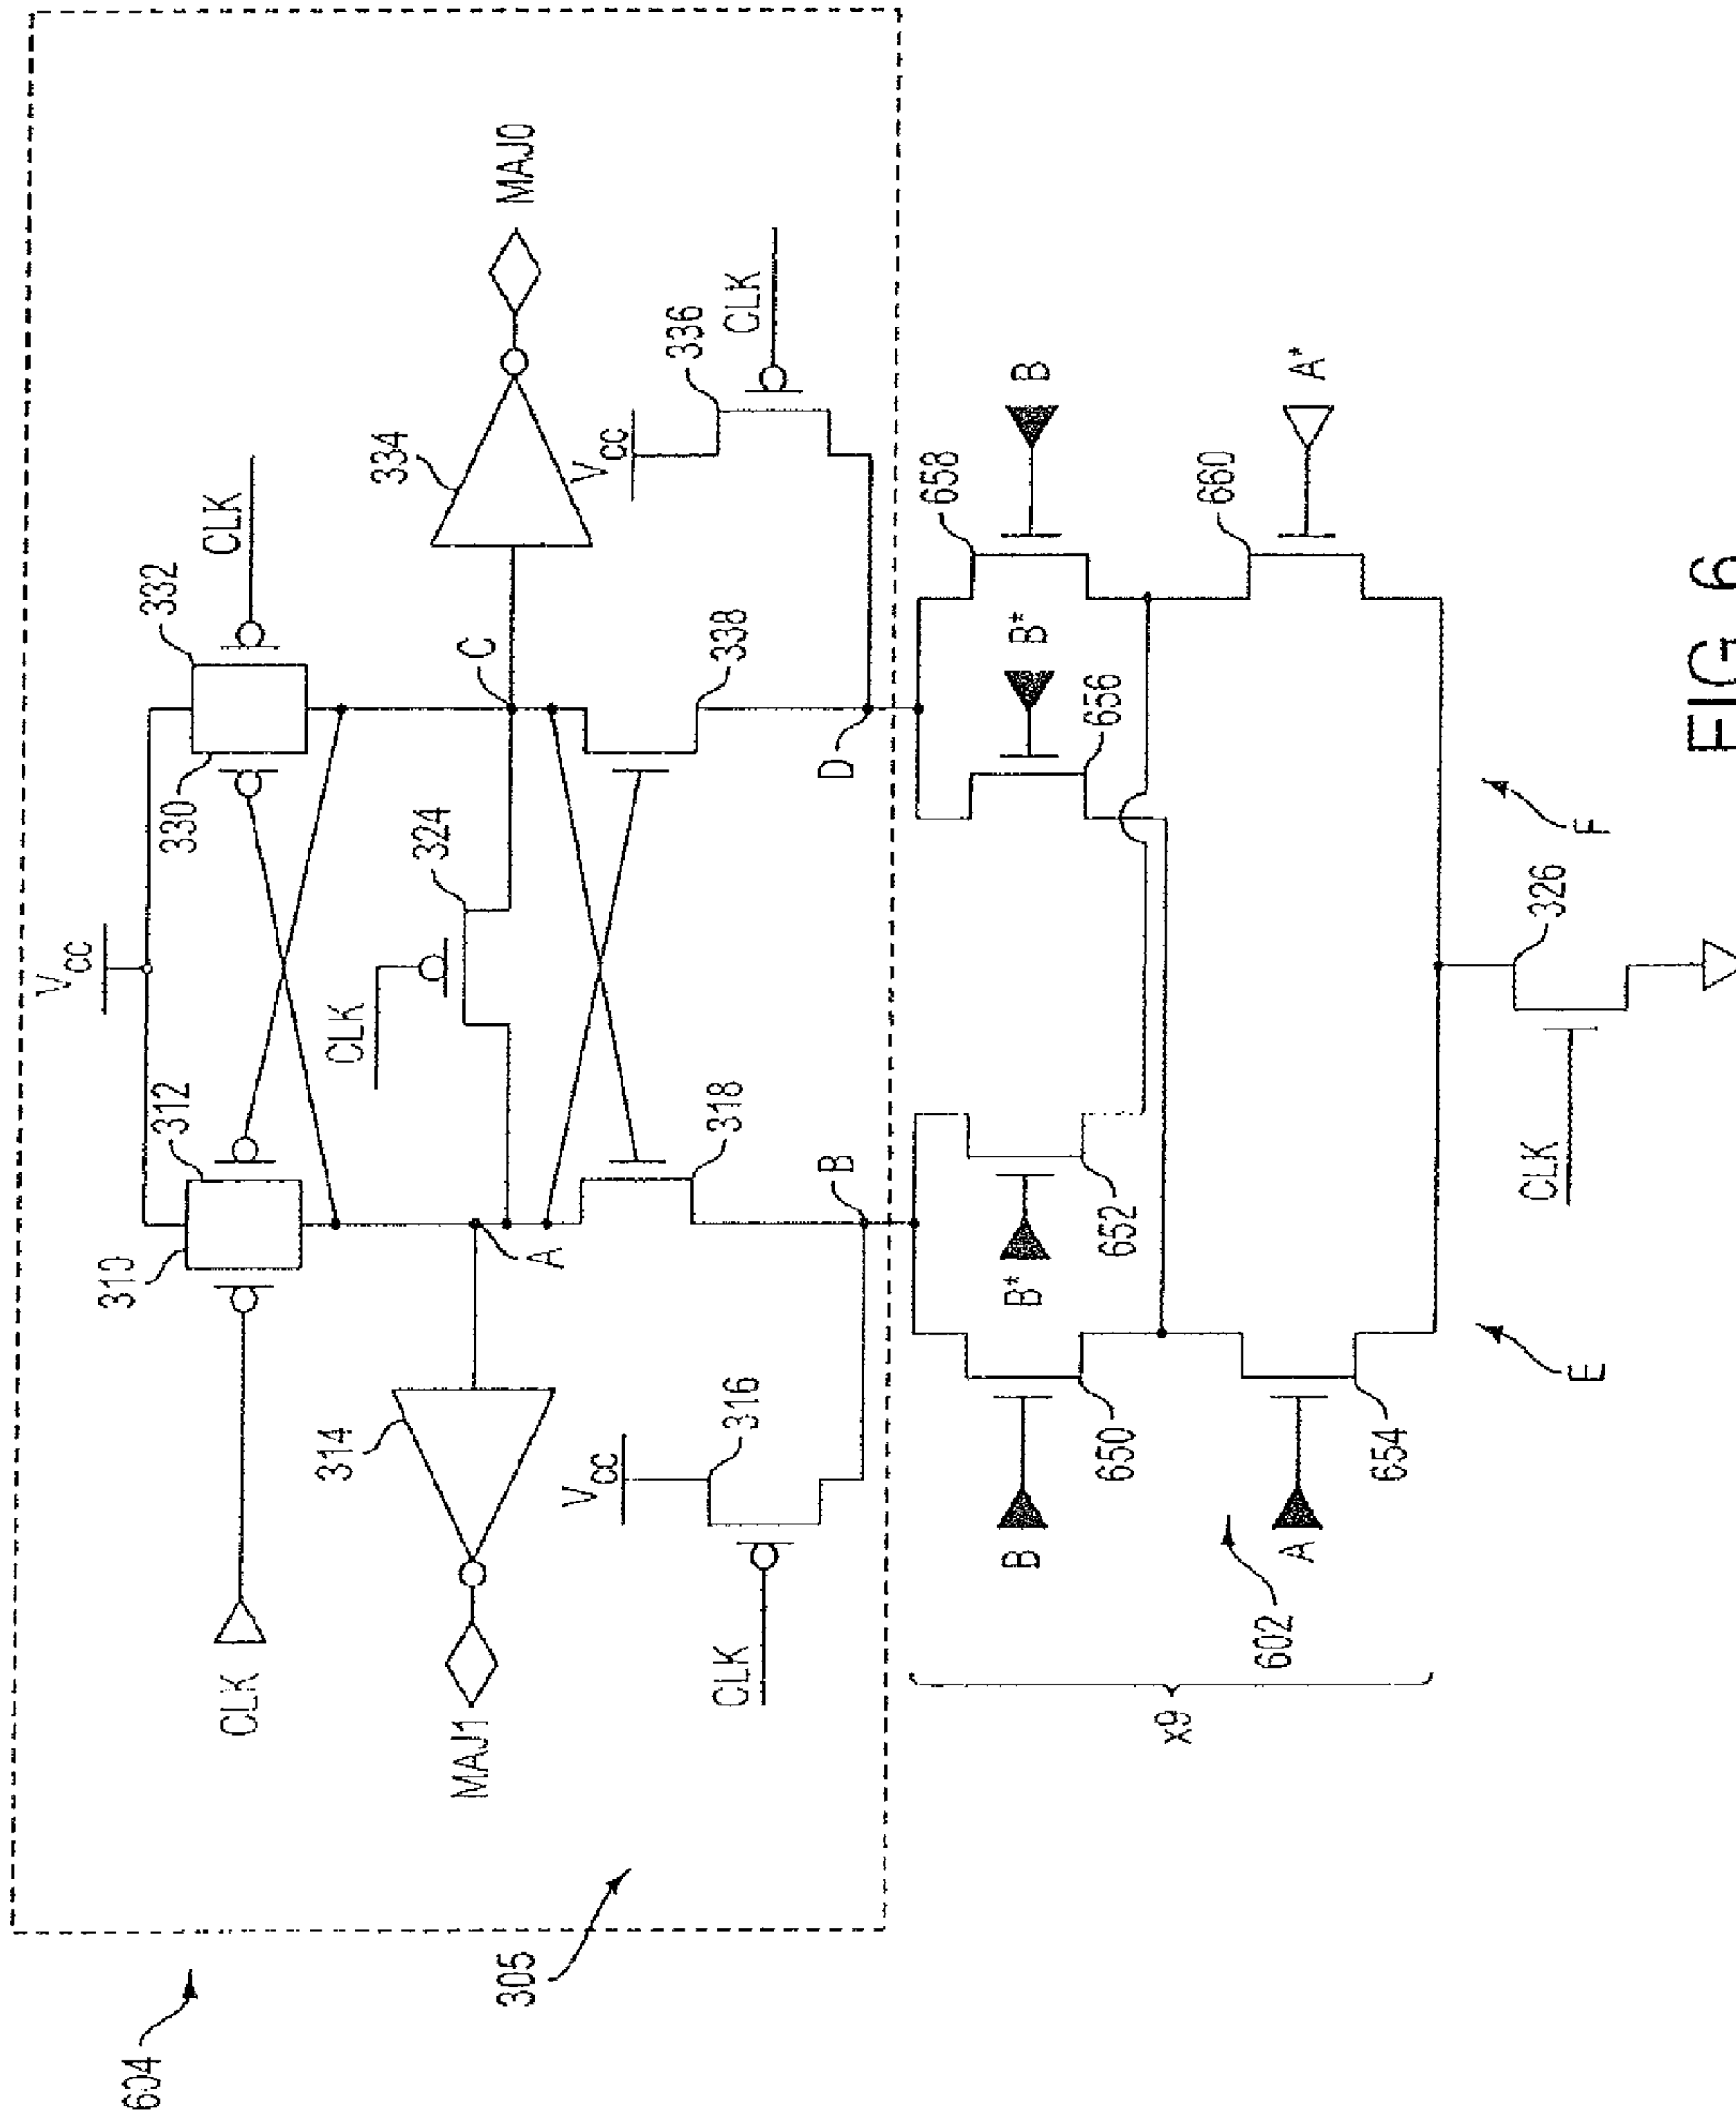 604
305
Vcc
310
312
332
330
CLK
CLK
CLK
324
314
MAJ1
A
C
334
MAJ0
Vcc
316
CLK
318
B
338
D
Vcc
336
CLK
x9
602
B
650
B*
652
B*
656
B
658
A
654
A*
660
E
F
CLK
326
FIG. 6